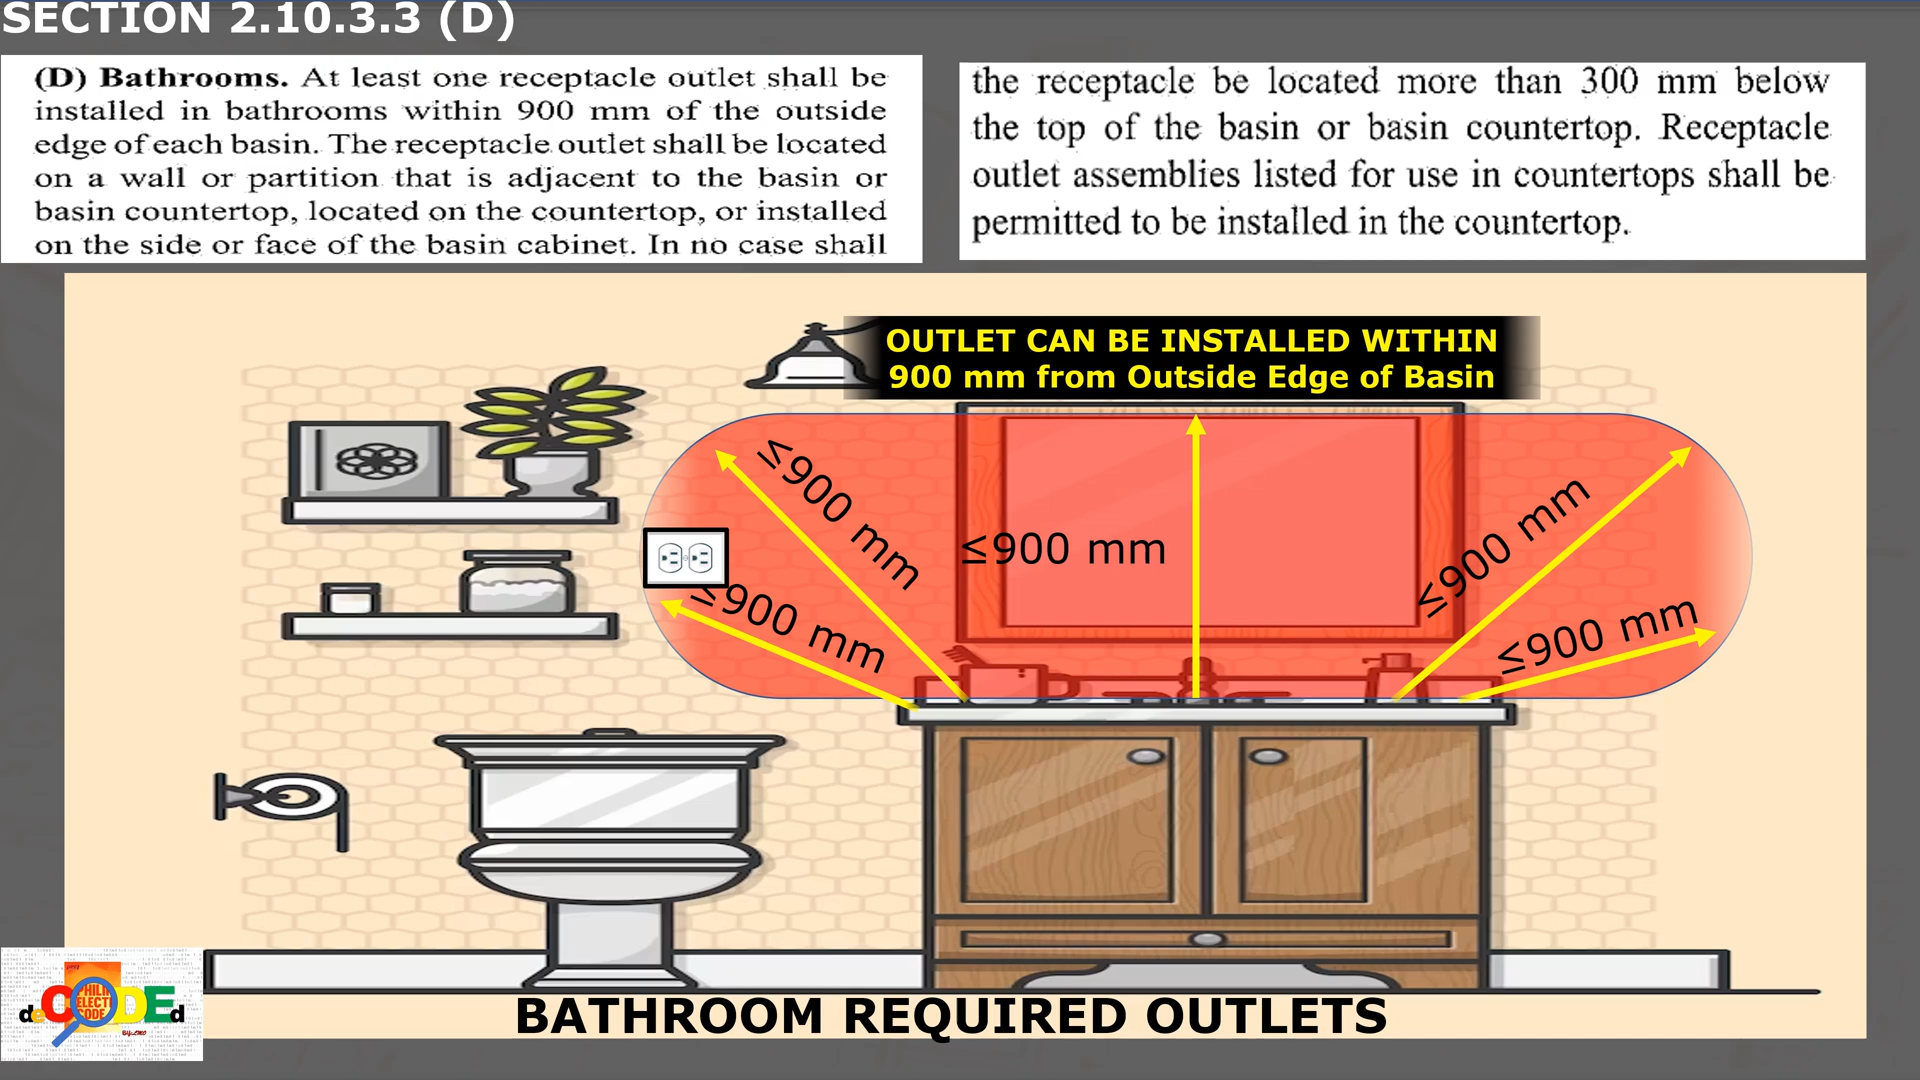 SECTION 2.10.3.3 (D)
(D) Bathrooms. At least one receptacle outlet shall be
installed in bathrooms within 900 mm of the outside
edge of each basin. The receptacle outlet shall be located
on a wall or partition that is adjacent to the basin or
basin countertop, located on the countertop, or installed
on the side or face of the basin cabinet. In no case shall
the receptacle be located more than 300 mm below
the top of the basin or basin countertop. Receptacle
outlet assemblies listed for use in countertops shall be
permitted to be installed in the countertop.
OUTLET CAN BE INSTALLED WITHIN
900 mm from Outside Edge of Basin
≤900 mm
≤900 mm
≤900 mm
≤900 mm
≤900 mm
deCODEd
BATHROOM REQUIRED OUTLETS